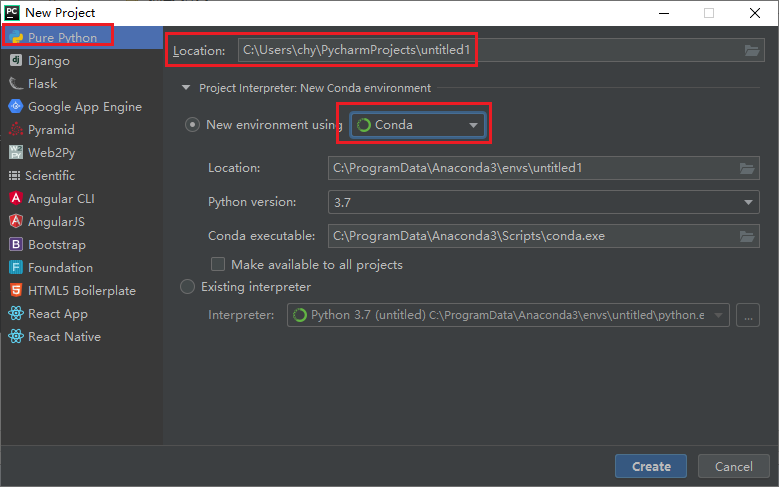 New Project
Pure Python
Django
Flask
Google App Engine
Pyramid
Web2Py
Scientific
Angular CLI
AngularJS
Bootstrap
Foundation
HTML5 Boilerplate
React App
React Native
Location: C:\Users\chy\PycharmProjects\untitled1
Project Interpreter: New Conda environment
New environment using Conda
Location: C:\ProgramData\Anaconda3\envs\untitled1
Python version: 3.7
Conda executable: C:\ProgramData\Anaconda3\Scripts\conda.exe
Make available to all projects
Existing interpreter
Interpreter: Python 3.7 (untitled) C:\ProgramData\Anaconda3\envs\untitled\python.e ...
Create Cancel